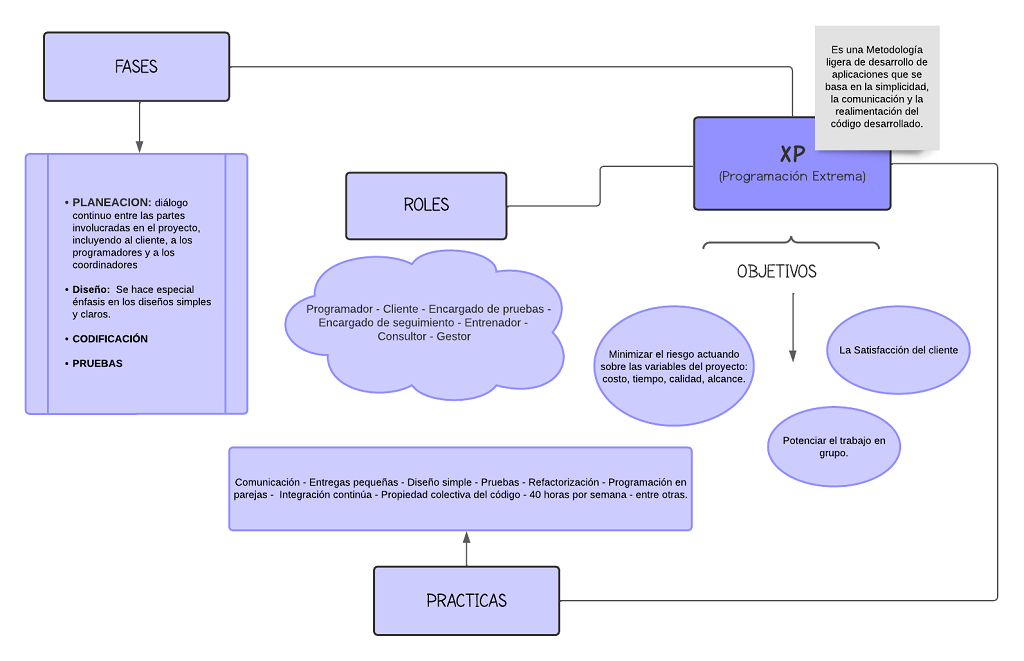 FASES
Es una Metodología
ligera de desarrollo de
aplicaciones que se
basa en la simplicidad,
la comunicación y la
realimentación del
código desarrollado.
XP
(Programación Extrema)
ROLES
• PLANEACION: diálogo
continuo entre las partes
involucradas en el proyecto,
incluyendo al cliente, a los
programadores y a los
coordinadores
• Diseño: Se hace especial
énfasis en los diseños simples
y claros.
• CODIFICACIÓN
• PRUEBAS
Programador - Cliente - Encargado de pruebas -
Encargado de seguimiento - Entrenador -
Consultor - Gestor
OBJETIVOS
Minimizar el riesgo actuando
sobre las variables del proyecto:
costo, tiempo, calidad, alcance.
La Satisfacción del cliente
Potenciar el trabajo en
grupo.
Comunicación - Entregas pequeñas - Diseño simple - Pruebas - Refactorización - Programación en
parejas - Integración continúa - Propiedad colectiva del código - 40 horas por semana - entre otras.
PRACTICAS